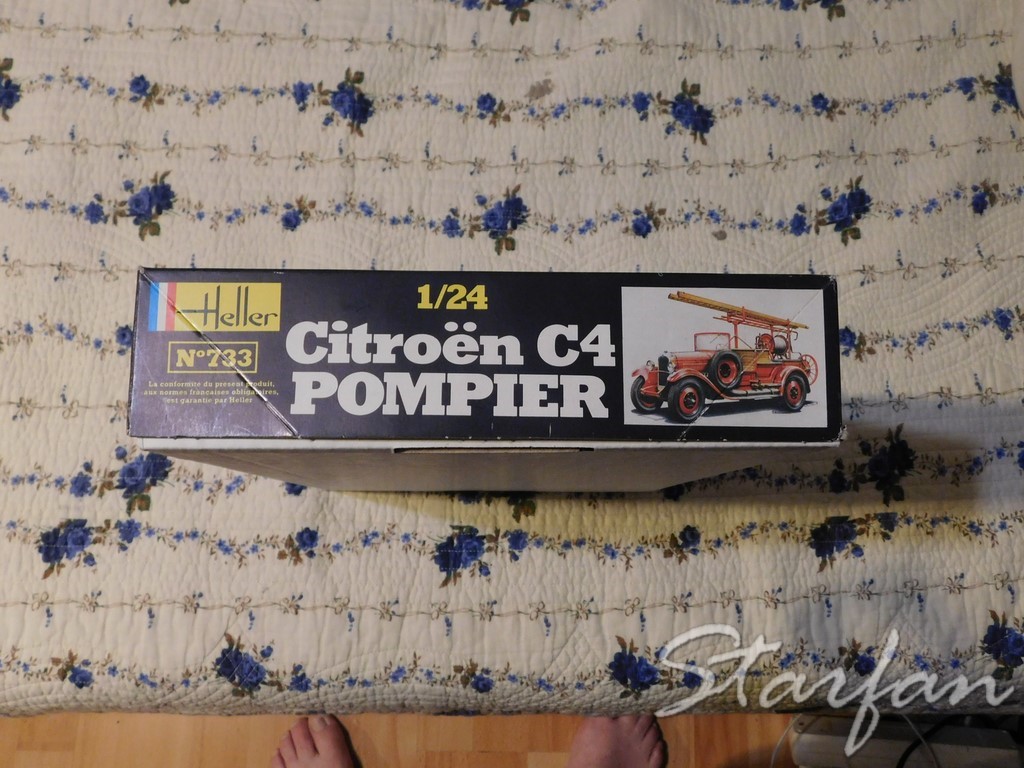 Heller
N°733
La conformité du present produit,
aux normes françaises obligatoires,
est garantie par Heller
1/24
Citroën C4
POMPIER
Starfan